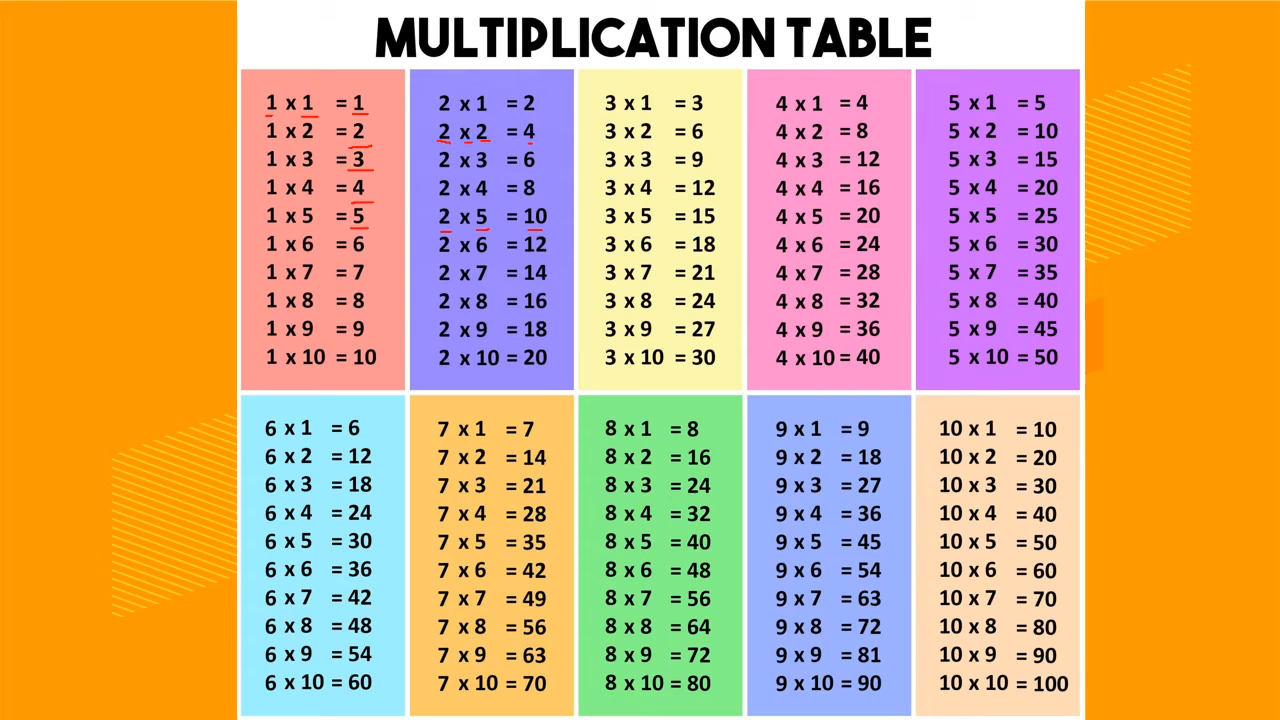 MULTIPLICATION TABLE
1 x 1 = 1
1 x 2 = 2
1 x 3 = 3
1 x 4 = 4
1 x 5 = 5
1 x 6 = 6
1 x 7 = 7
1 x 8 = 8
1 x 9 = 9
1 x 10 = 10
2 x 1 = 2
2 x 2 = 4
2 x 3 = 6
2 x 4 = 8
2 x 5 = 10
2 x 6 = 12
2 x 7 = 14
2 x 8 = 16
2 x 9 = 18
2 x 10 = 20
3 x 1 = 3
3 x 2 = 6
3 x 3 = 9
3 x 4 = 12
3 x 5 = 15
3 x 6 = 18
3 x 7 = 21
3 x 8 = 24
3 x 9 = 27
3 x 10 = 30
4 x 1 = 4
4 x 2 = 8
4 x 3 = 12
4 x 4 = 16
4 x 5 = 20
4 x 6 = 24
4 x 7 = 28
4 x 8 = 32
4 x 9 = 36
4 x 10 = 40
5 x 1 = 5
5 x 2 = 10
5 x 3 = 15
5 x 4 = 20
5 x 5 = 25
5 x 6 = 30
5 x 7 = 35
5 x 8 = 40
5 x 9 = 45
5 x 10 = 50
6 x 1 = 6
6 x 2 = 12
6 x 3 = 18
6 x 4 = 24
6 x 5 = 30
6 x 6 = 36
6 x 7 = 42
6 x 8 = 48
6 x 9 = 54
6 x 10 = 60
7 x 1 = 7
7 x 2 = 14
7 x 3 = 21
7 x 4 = 28
7 x 5 = 35
7 x 6 = 42
7 x 7 = 49
7 x 8 = 56
7 x 9 = 63
7 x 10 = 70
8 x 1 = 8
8 x 2 = 16
8 x 3 = 24
8 x 4 = 32
8 x 5 = 40
8 x 6 = 48
8 x 7 = 56
8 x 8 = 64
8 x 9 = 72
8 x 10 = 80
9 x 1 = 9
9 x 2 = 18
9 x 3 = 27
9 x 4 = 36
9 x 5 = 45
9 x 6 = 54
9 x 7 = 63
9 x 8 = 72
9 x 9 = 81
9 x 10 = 90
10 x 1 = 10
10 x 2 = 20
10 x 3 = 30
10 x 4 = 40
10 x 5 = 50
10 x 6 = 60
10 x 7 = 70
10 x 8 = 80
10 x 9 = 90
10 x 10 = 100